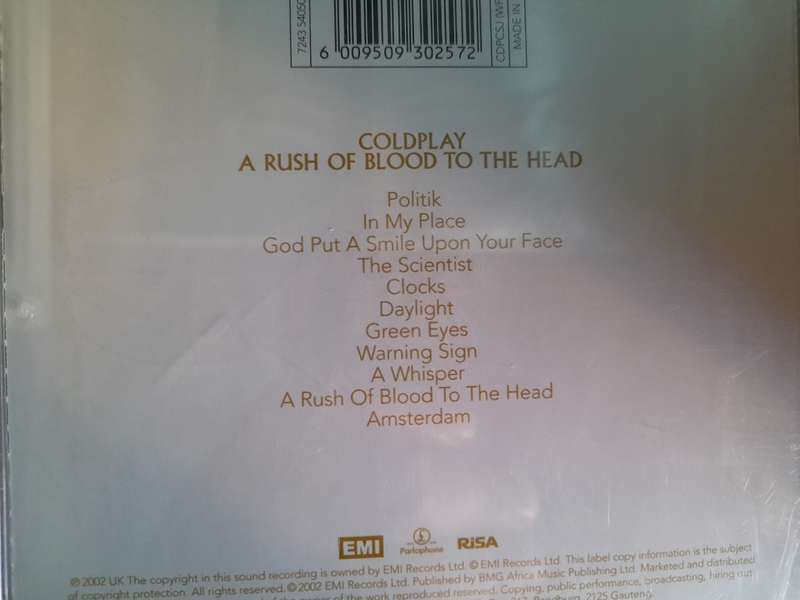 7243 5405
6 009509 302572
CDPCSJ (WF
MADE IN
COLDPLAY
A RUSH OF BLOOD TO THE HEAD
Politik
In My Place
God Put A Smile Upon Your Face
The Scientist
Clocks
Daylight
Green Eyes
Warning Sign
A Whisper
A Rush Of Blood To The Head
Amsterdam
EMI
Parlophone
RiSA
℗ 2002 UK The copyright in this sound recording is owned by EMI Records Ltd. © EMI Records Ltd. This label copy information is the subject
of copyright protection. All rights reserved. © 2002 EMI Records Ltd. Published by BMG Africa Music Publishing Ltd. Marketed and distributed
of the work reproduced reserved. Copying, public performance, broadcasting, hiring out
Randburg, 2125 Gauteng.